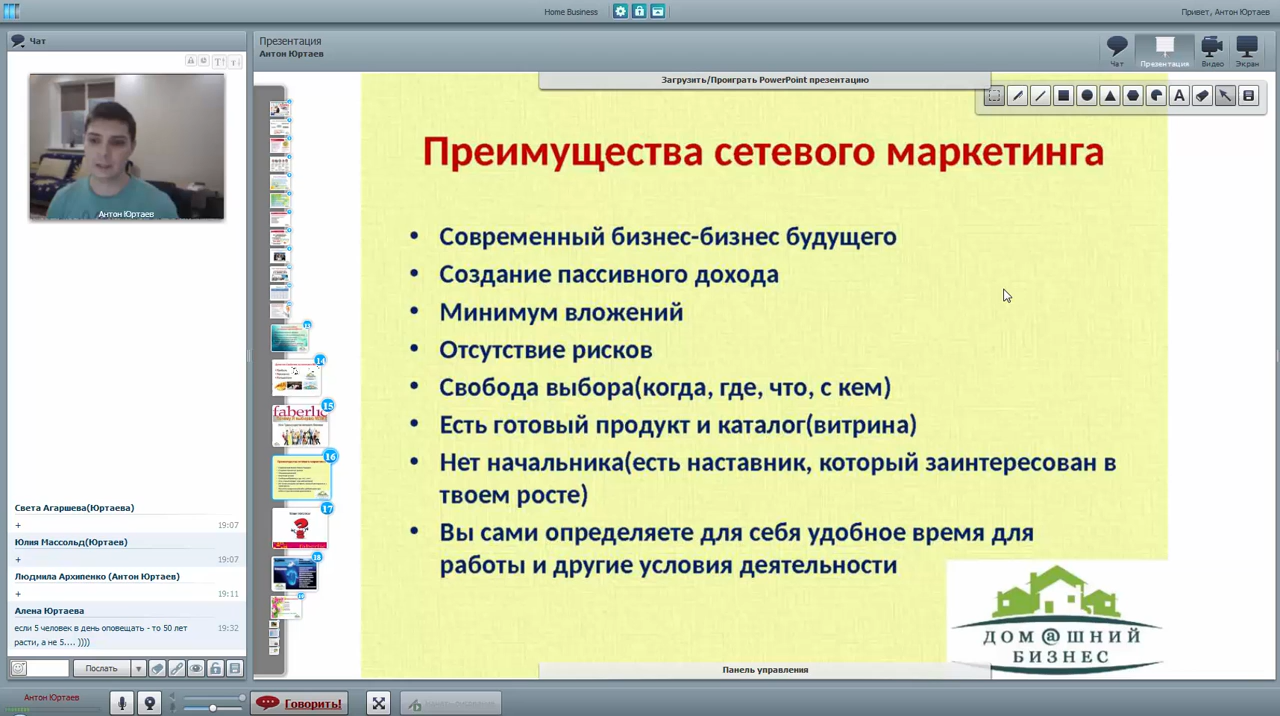 Home Business
Привет, Антон Юртаев
Чат
Презентация
Антон Юртаев
Чат
Презентация
Видео
Экран
Загрузить/Проиграть PowerPoint презентацию
Антон Юртаев
Преимущества сетевого маркетинга
• Современный бизнес-бизнес будущего
• Создание пассивного дохода
• Минимум вложений
• Отсутствие рисков
• Свобода выбора(когда, где, что, с кем)
• Есть готовый продукт и каталог(витрина)
• Нет начальника(есть наставник, который заинтересован в
твоем росте)
• Вы сами определяете для себя удобное время для
работы и другие условия деятельности
ДОМ@ШНИЙ
БИЗНЕС
14
faberlic
15
16
17
18
Света Агаршева(Юртаева)
+
19:07
Юлия Массольд(Юртаев)
+
19:07
Людмила Архипенко (Антон Юртаев)
+
19:11
Алена Юртаева
если 5 человек в день оповещать - то 50 лет
19:32
расти, а не 5.... ))))
Послать
Панель управления
Антон Юртаев
Говорить!